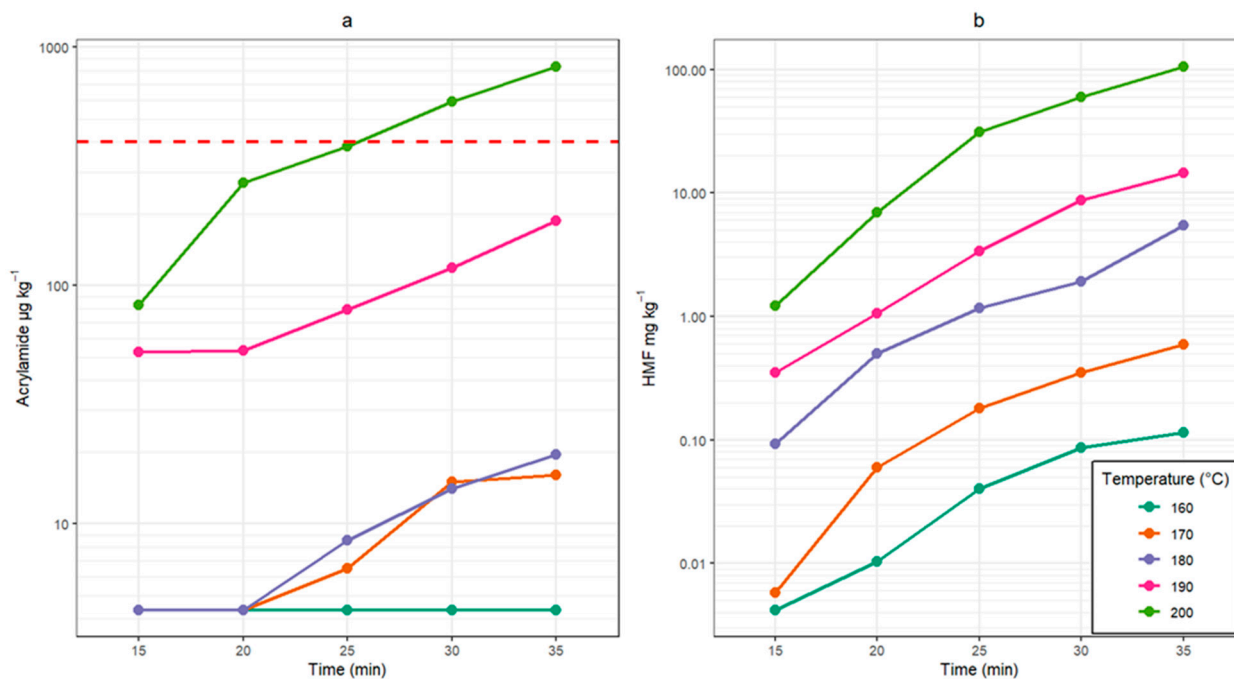 a
1000
100
10
Acrylamide µg kg⁻¹
15 20 25 30 35
Time (min)
b
100.00
10.00
1.00
0.10
0.01
HMF mg kg⁻¹
15 20 25 30 35
Time (min)
Temperature (°C)
160
170
180
190
200